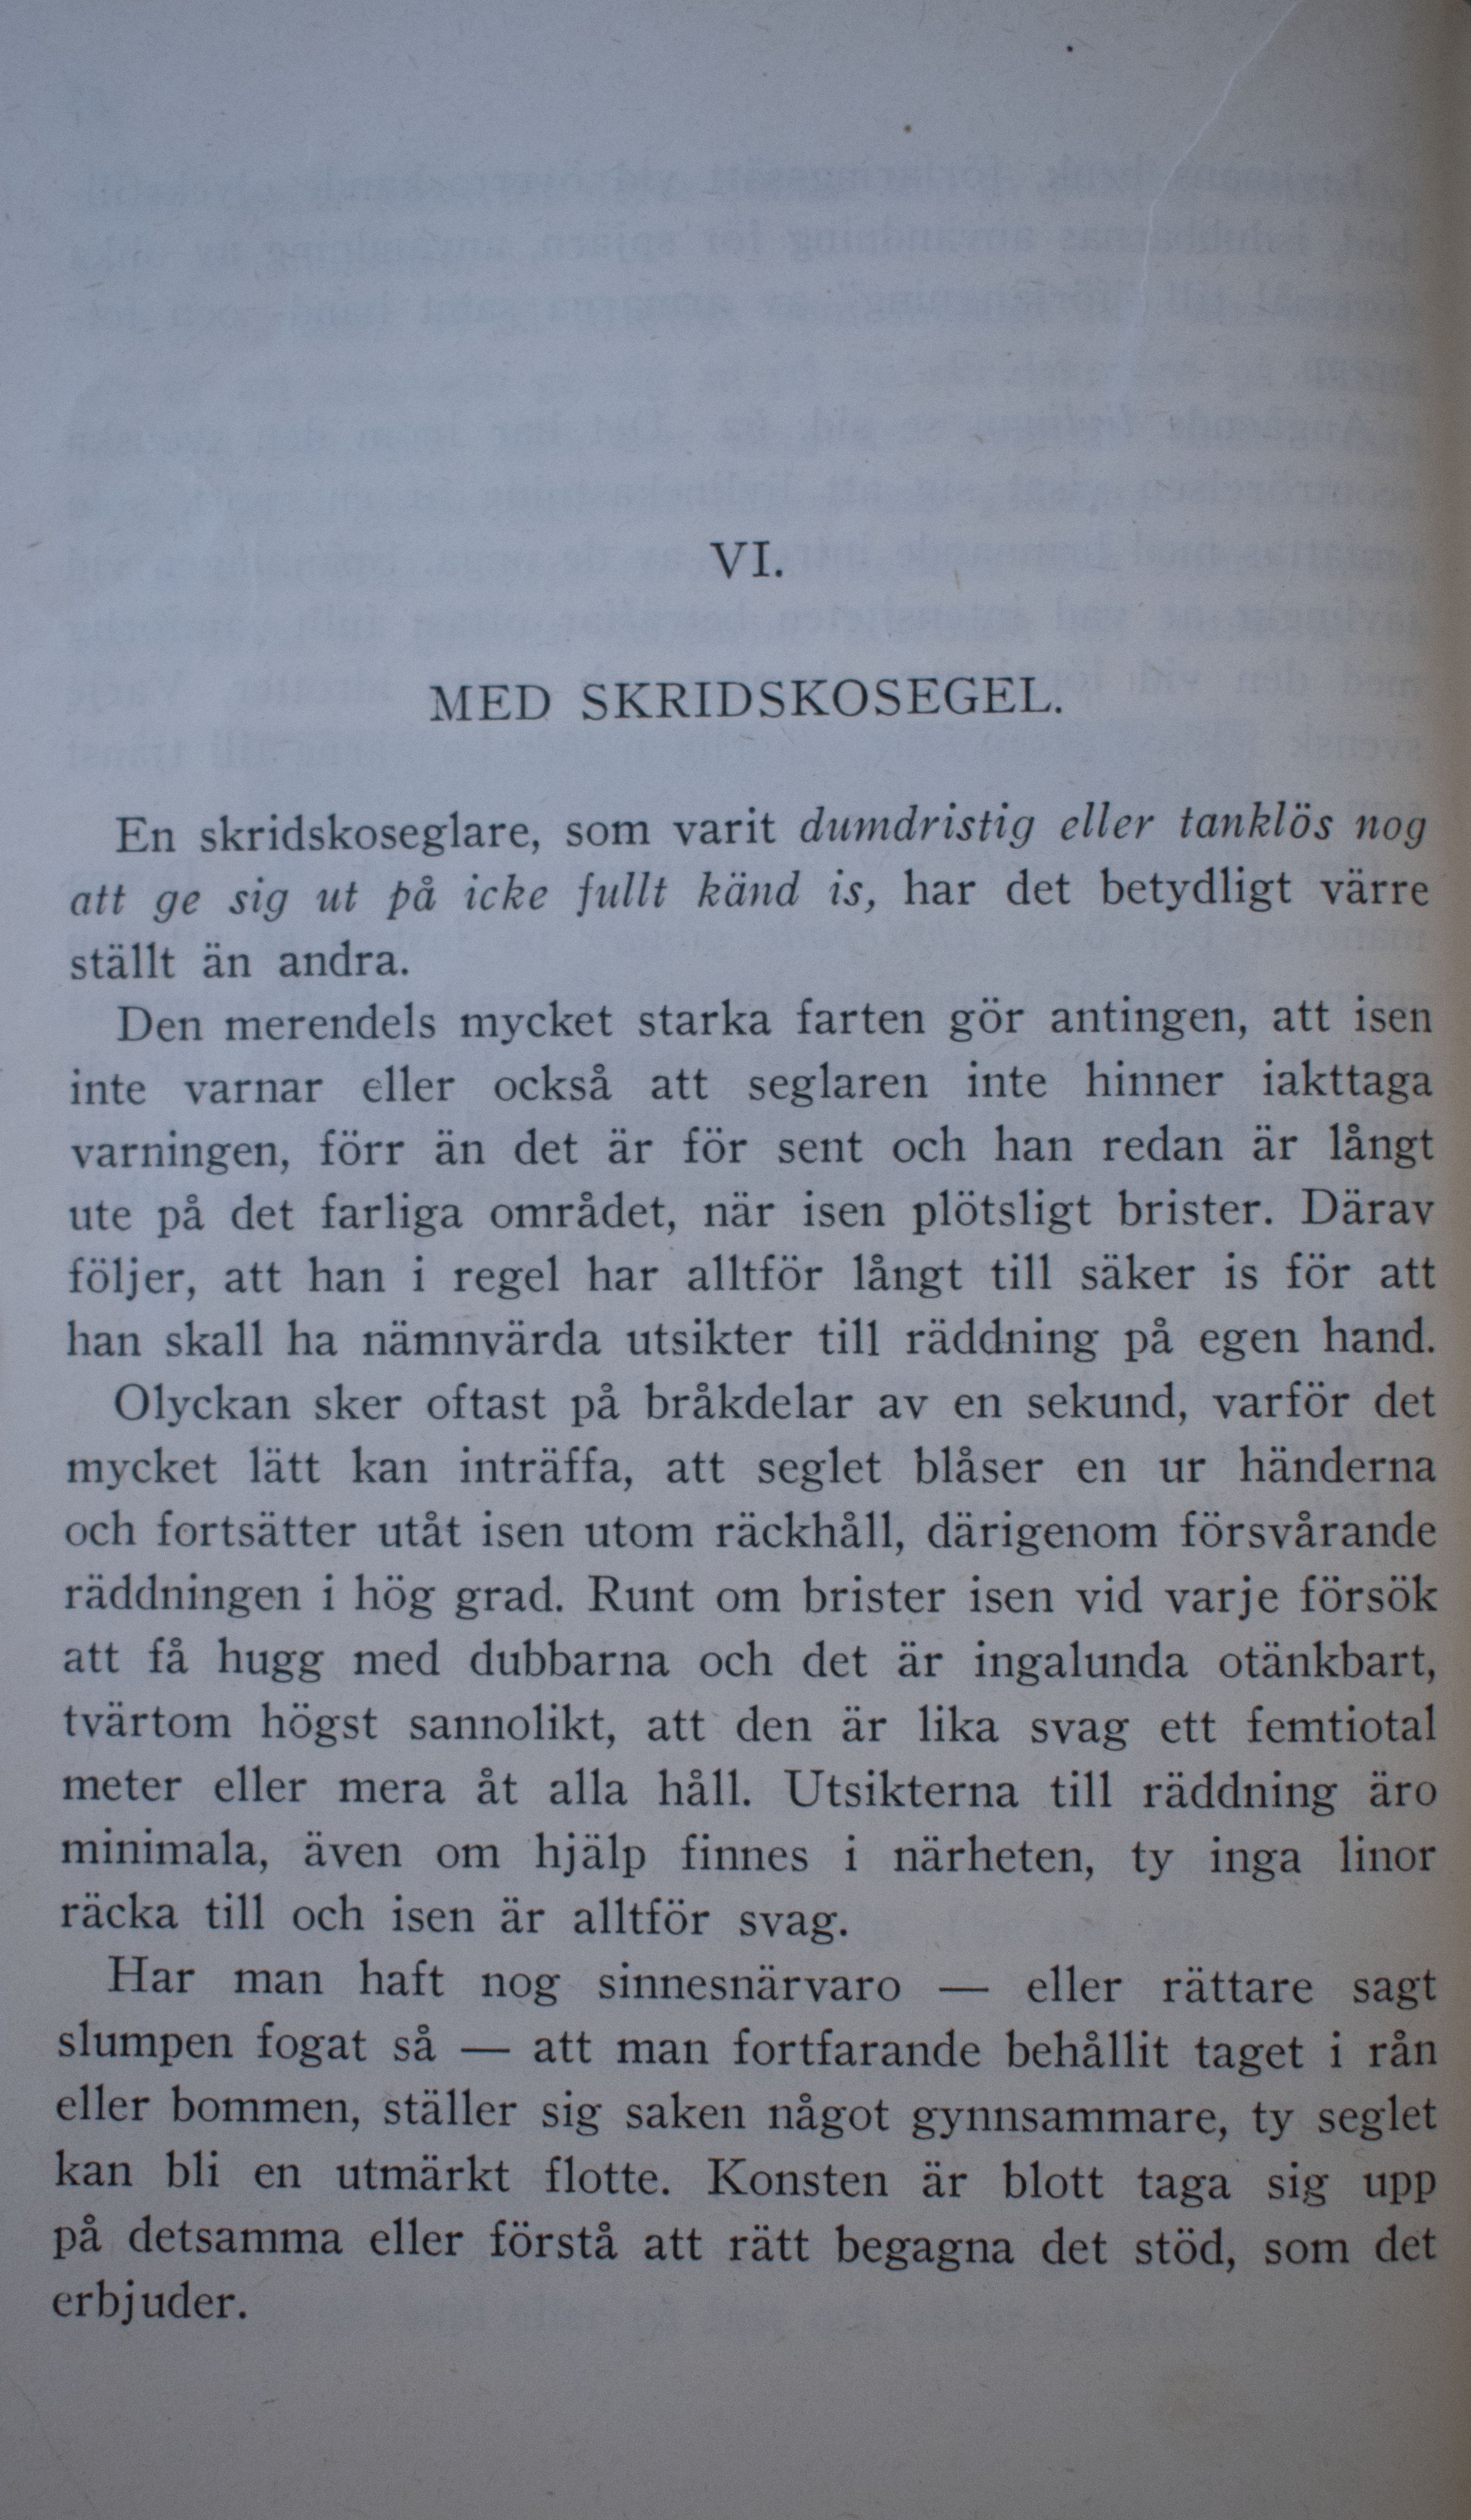 VI.
MED SKRIDSKOSEGEL.
En skridskoseglare, som varit dumdristig eller tanklös nog
att ge sig ut på icke fullt känd is, har det betydligt värre
ställt än andra.
Den merendels mycket starka farten gör antingen, att isen
inte varnar eller också att seglaren inte hinner iakttaga
varningen, förr än det är för sent och han redan är långt
ute på det farliga området, när isen plötsligt brister. Därav
följer, att han i regel har alltför långt till säker is för att
han skall ha nämnvärda utsikter till räddning på egen hand.
Olyckan sker oftast på bråkdelar av en sekund, varför det
mycket lätt kan inträffa, att seglet blåser en ur händerna
och fortsätter utåt isen utom räckhåll, därigenom försvårande
räddningen i hög grad. Runt om brister isen vid varje försök
att få hugg med dubbarna och det är ingalunda otänkbart,
tvärtom högst sannolikt, att den är lika svag ett femtiotal
meter eller mera åt alla håll. Utsikterna till räddning äro
minimala, även om hjälp finnes i närheten, ty inga linor
räcka till och isen är alltför svag.
Har man haft nog sinnesnärvaro — eller rättare sagt
slumpen fogat så — att man fortfarande behållit taget i rån
eller bommen, ställer sig saken något gynnsammare, ty seglet
kan bli en utmärkt flotte. Konsten är blott taga sig upp
på detsamma eller förstå att rätt begagna det stöd, som det
erbjuder.